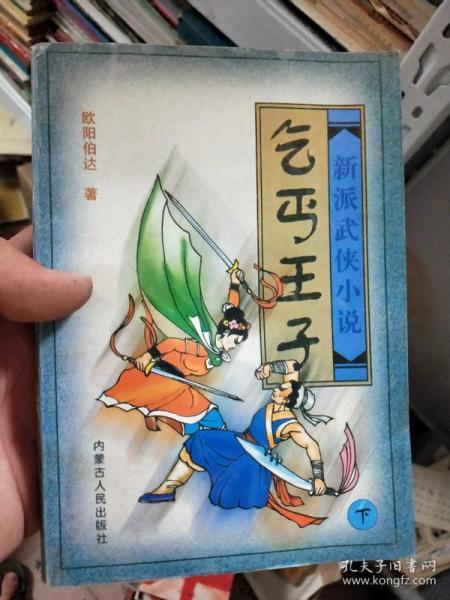 欧阳伯达 著
乞丐王子
新派武侠小说
内蒙古人民出版社
下
孔夫子旧书网
www.kongfz.com